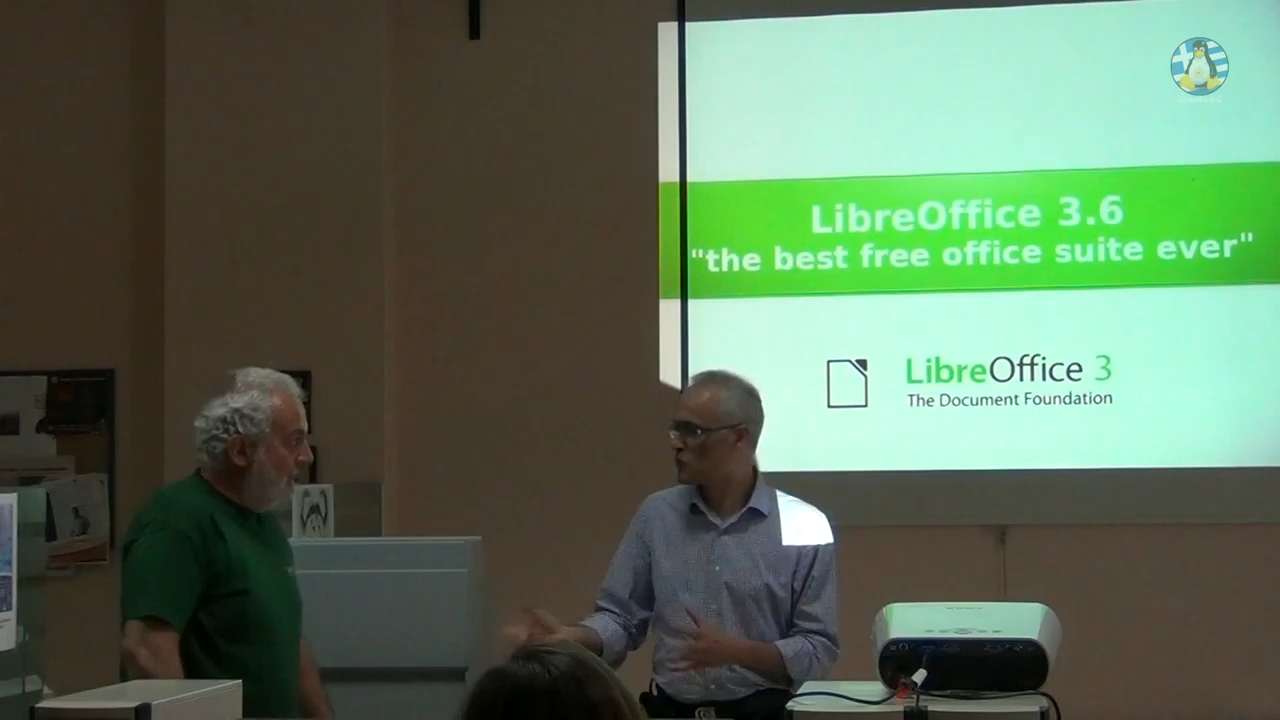 LibreOffice 3.6
"the best free office suite ever"
LibreOffice 3
The Document Foundation